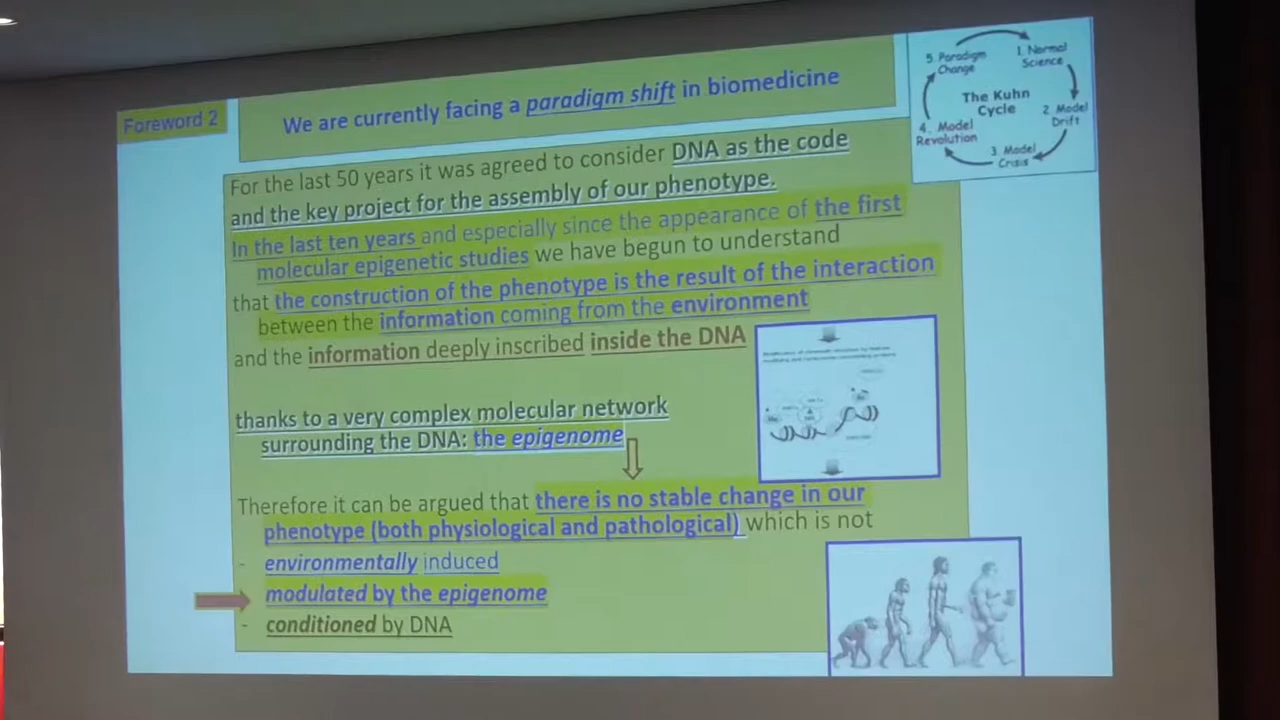 Foreword 2
We are currently facing a paradigm shift in biomedicine
5. Paradigm Change
1. Normal Science
The Kuhn Cycle
2. Model Drift
4. Model Revolution
3. Model Crisis
For the last 50 years it was agreed to consider DNA as the code
and the key project for the assembly of our phenotype.
In the last ten years and especially since the appearance of the first
molecular epigenetic studies we have begun to understand
that the construction of the phenotype is the result of the interaction
between the information coming from the environment
and the information deeply inscribed inside the DNA
thanks to a very complex molecular network
surrounding the DNA: the epigenome
Therefore it can be argued that there is no stable change in our
phenotype (both physiological and pathological) which is not
- environmentally induced
modulated by the epigenome
- conditioned by DNA